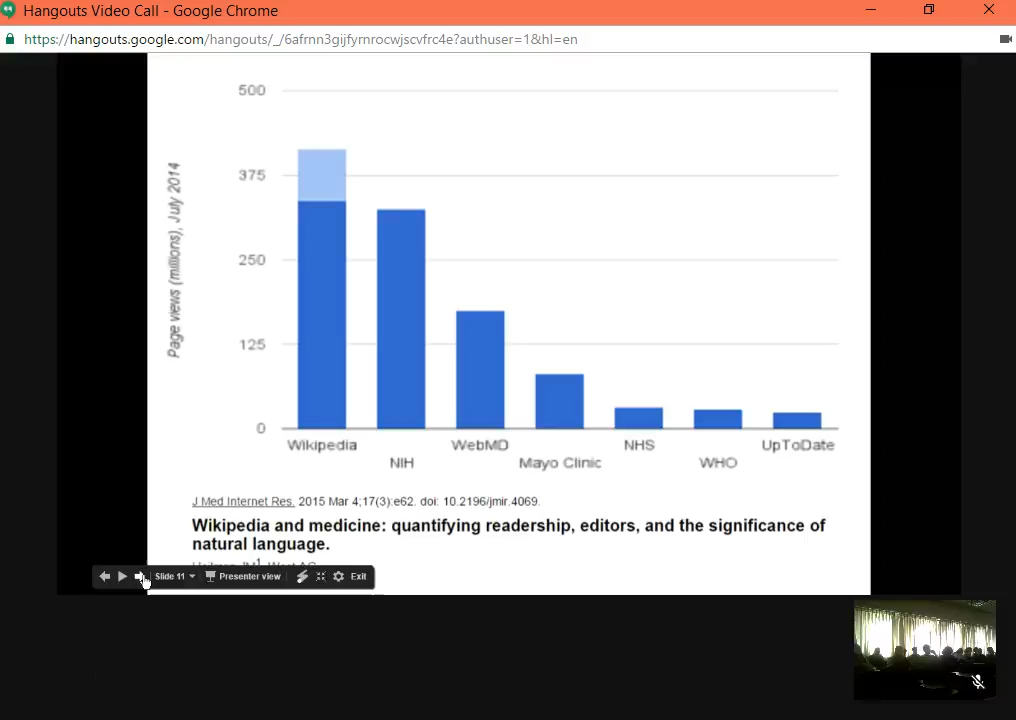 Hangouts Video Call - Google Chrome
https://hangouts.google.com/hangouts/_/6afrnn3gijfyrnrocwjscvfrc4e?authuser=1&hl=en
Page views (millions), July 2014
500
375
250
125
0
Wikipedia
NIH
WebMD
Mayo Clinic
NHS
WHO
UpToDate
J Med Internet Res. 2015 Mar 4;17(3):e62. doi: 10.2196/jmir.4069.
Wikipedia and medicine: quantifying readership, editors, and the significance of
natural language.
Slide 11 Presenter view Exit